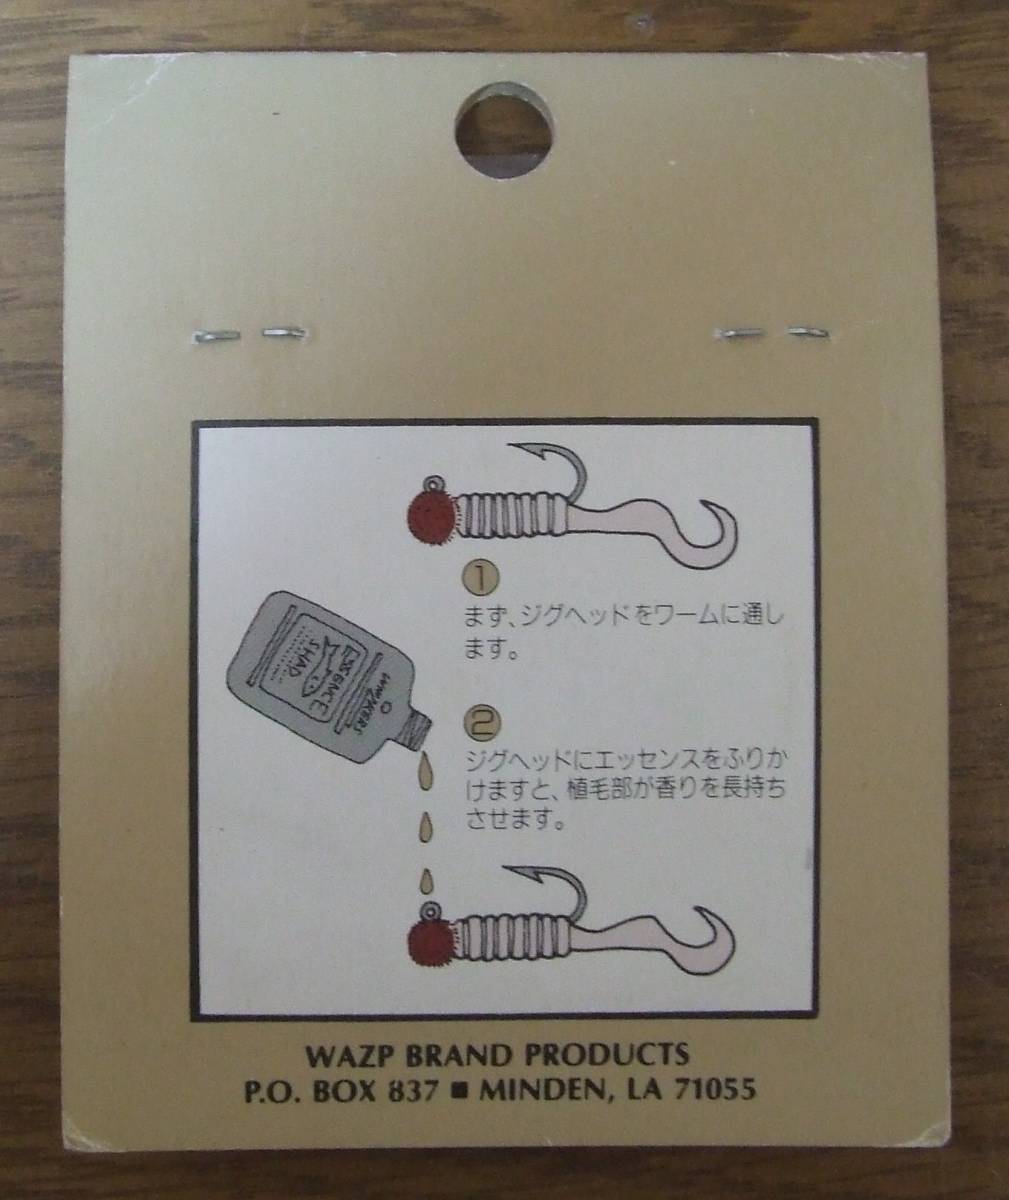 ①
まず、ジグヘッドをワームに通し
ます。
WHISKERS
ESSENCE
SHAD
②
ジグヘッドにエッセンスをふりか
けますと、植毛部が香りを長持ち
させます。
WAZP BRAND PRODUCTS
P.O. BOX 837 ■ MINDEN, LA 71055